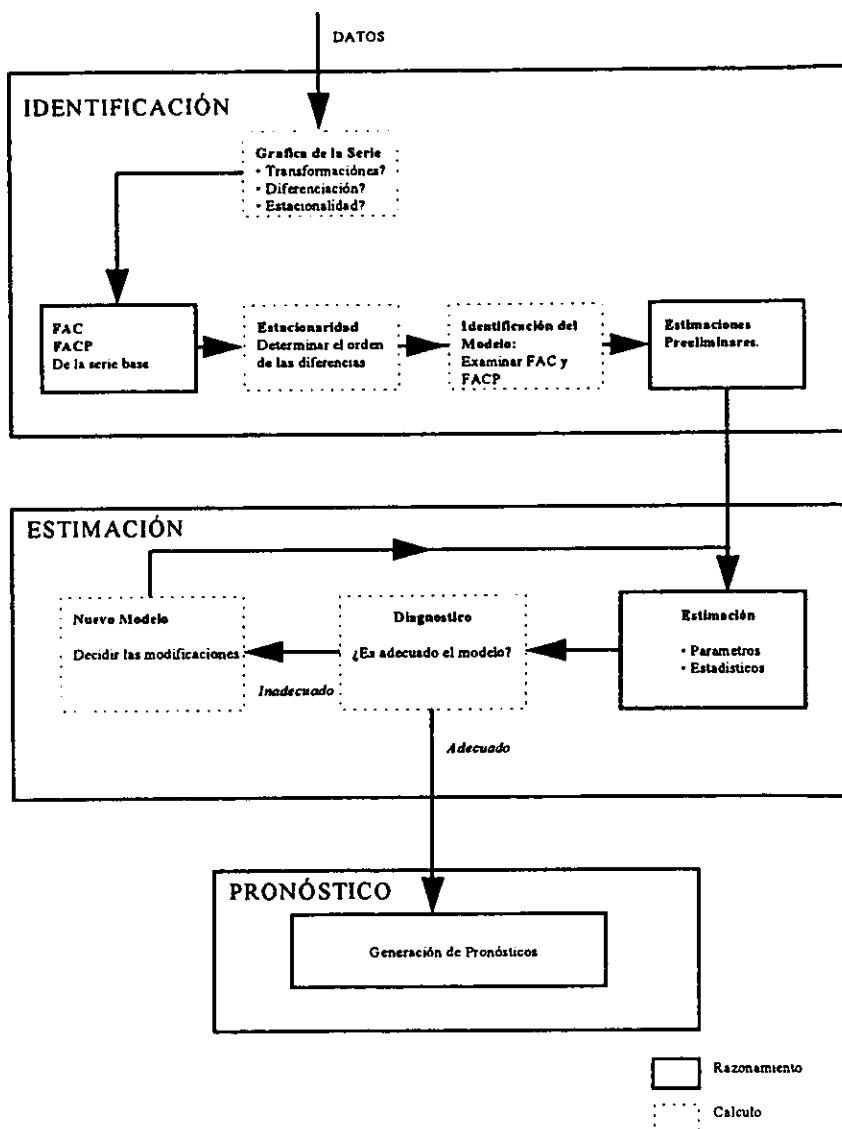 DATOS
IDENTIFICACIÓN
Grafica de la Serie
• Transformaciónes?
• Diferenciación?
• Estacionalidad?
FAC
FACP
De la serie base
Estacionaridad
Determinar el orden
de las diferencias
Identificación del
Modelo:
Examinar FAC y
FACP
Estimaciones
Preeliminares.
ESTIMACIÓN
Nuevo Modelo
Decidir las modificaciones
Inadecuado
Diagnostico
¿Es adecuado el modelo?
Adecuado
Estimación
• Parametros
• Estadisticos
PRONÓSTICO
Generación de Pronósticos
Razonamiento
Calculo